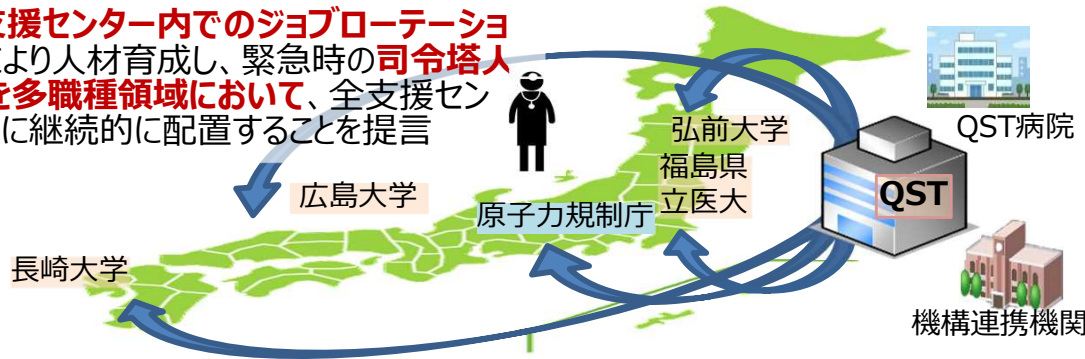 支援センター内でのジョブローテーショ
より人材育成し、緊急時の司令塔人
を多職種領域において、全支援セン
に継続的に配置することを提言
QST病院
弘前大学
福島県
立医大
広島大学
原子力規制庁
QST
長崎大学
機構連携機関